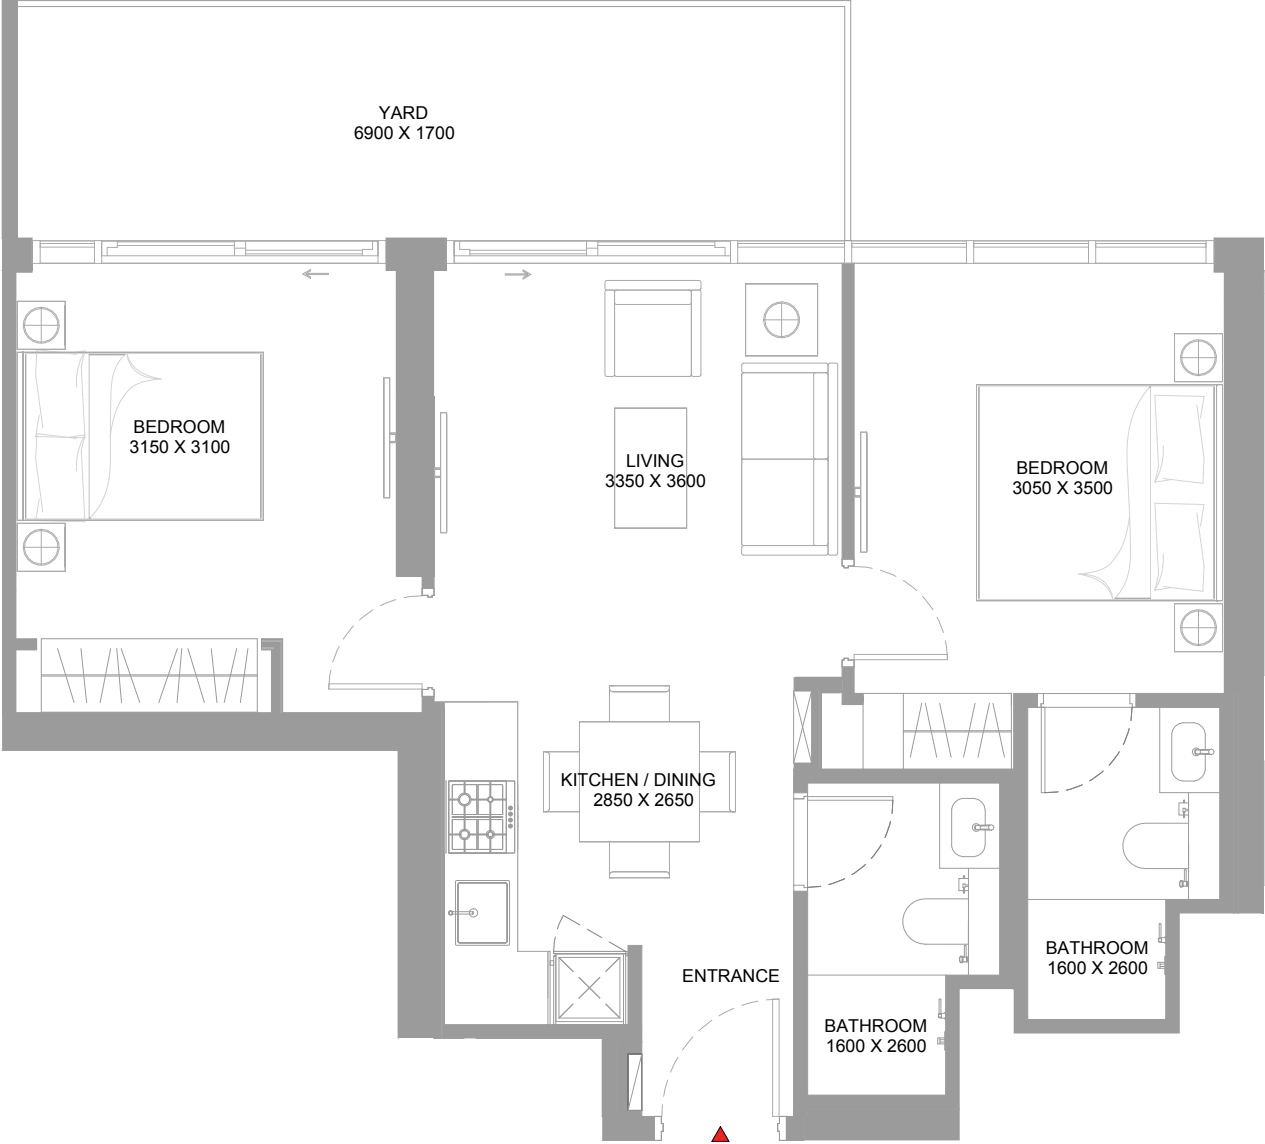 YARD
6900 X 1700
BEDROOM
3150 X 3100
LIVING
3350 X 3600
BEDROOM
3050 X 3500
KITCHEN / DINING
2850 X 2650
ENTRANCE
BATHROOM
1600 X 2600
BATHROOM
1600 X 2600